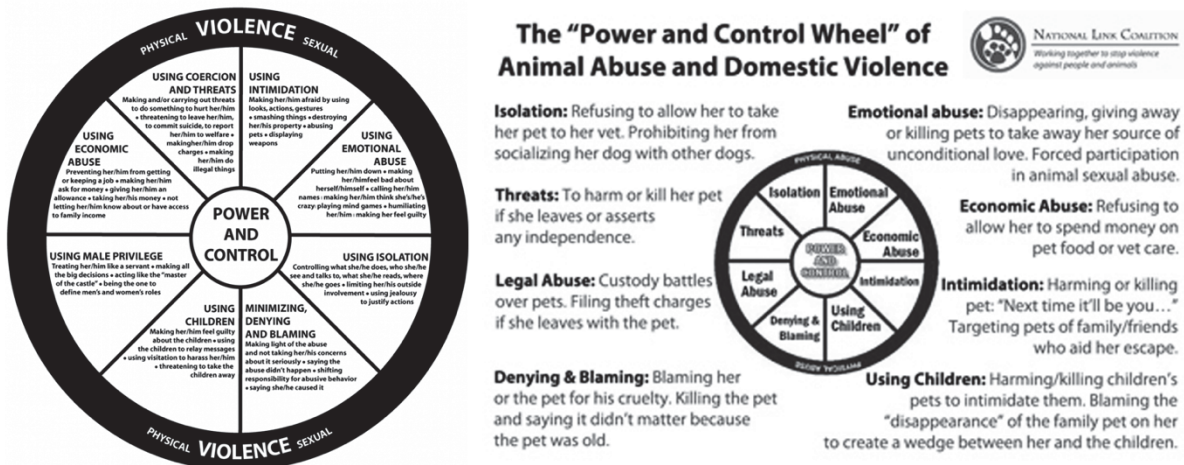 PHYSICAL VIOLENCE SEXUAL
USING COERCION
AND THREATS
Making and/or carrying out threats
to do something to hurt her/him
• threatening to leave her/him,
to commit suicide, to report
her/him to welfare •
makingher/him drop
charges • making
her/him do
illegal things
USING
INTIMIDATION
Making her/him afraid by using
looks, actions, gestures
• smashing things • destroying
her/his property • abusing
pets • displaying
weapons
USING
ECONOMIC
ABUSE
Preventing her/him from getting
or keeping a job • making her/him
ask for money • giving her/him an
allowance • taking her/his money • not
letting her/him know about or have access
to family income
USING
EMOTIONAL
ABUSE
Putting her/him down • making
her/himfeel bad about
herself/himself • calling her/him
names • making her/him think she's/he's
crazy playing mind games • humiliating
her/him • making her feel guilty
POWER
AND
CONTROL
USING MALE PRIVILEGE
Treating her/him like a servant • making all
the big decisions • acting like the "master
of the castle" • being the one to
define men's and women's roles
USING ISOLATION
Controlling what she/he does, who she/he
see and talks to, what she/he reads, where
she/he goes • limiting her/his outside
involvement • using jealousy
to justify actions
USING
CHILDREN
Making her/him feel guilty
about the children • using
the children to relay messages
• using visitation to harass her/him
• threatening to take the
children away
MINIMIZING,
DENYING
AND BLAMING
Making light of the abuse
and not taking her/his concerns
about it seriously • saying the
abuse didn't happen • shifting
responsibility for abusive behavior
• saying she/he caused it
PHYSICAL VIOLENCE SEXUAL
The "Power and Control Wheel" of
Animal Abuse and Domestic Violence
NATIONAL LINK COALITION
Working together to stop violence
against people and animals
Isolation: Refusing to allow her to take
her pet to her vet. Prohibiting her from
socializing her dog with other dogs.
Threats: To harm or kill her pet
if she leaves or asserts
any independence.
Legal Abuse: Custody battles
over pets. Filing theft charges
if she leaves with the pet.
Denying & Blaming: Blaming her
or the pet for his cruelty. Killing the pet
and saying it didn't matter because
the pet was old.
PHYSICAL ABUSE
Isolation
Emotional
Abuse
Threats
Economic
Abuse
POWER
AND
CONTROL
Legal
Abuse
Intimidation
Denying &
Blaming
Using
Children
PHYSICAL ABUSE
Emotional abuse: Disappearing, giving away
or killing pets to take away her source of
unconditional love. Forced participation
in animal sexual abuse.
Economic Abuse: Refusing to
allow her to spend money on
pet food or vet care.
Intimidation: Harming or killing
pet: "Next time it'll be you…"
Targeting pets of family/friends
who aid her escape.
Using Children: Harming/killing children's
pets to intimidate them. Blaming the
"disappearance" of the family pet on her
to create a wedge between her and the children.